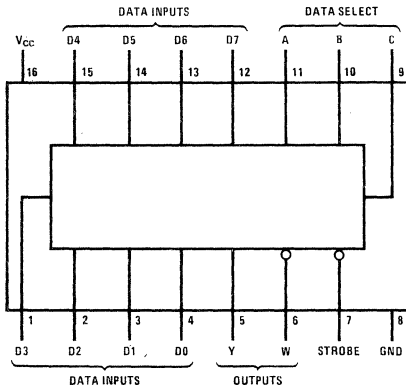 DATA INPUTS DATA SELECT
VCC D4 D5 D6 D7 A B C
16 15 14 13 12 11 10 9
1 2 3 4 5 6 7 8
D3 D2 D1 D0 Y W STROBE GND
DATA INPUTS OUTPUTS